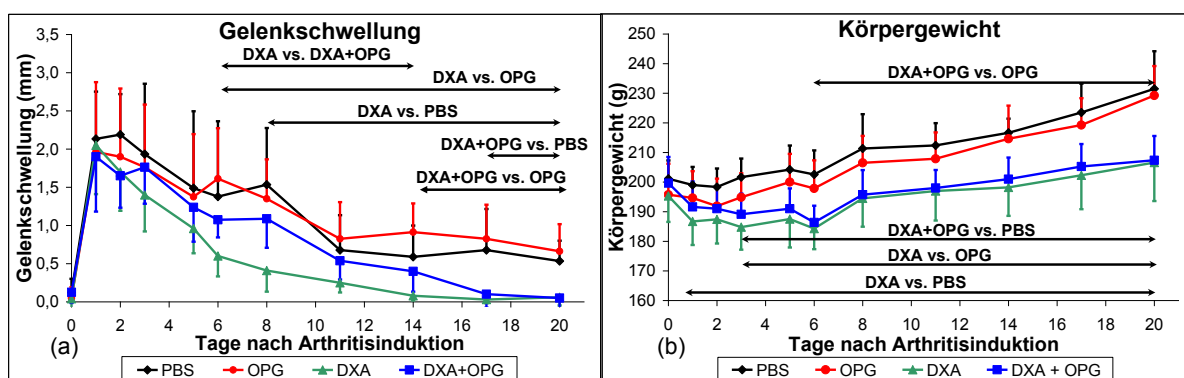 Gelenkschwellung
DXA vs. DXA+OPG
DXA vs. OPG
DXA vs. PBS
DXA+OPG vs. PBS
DXA+OPG vs. OPG
Gelenkschwellung (mm)
3,5
3,0
2,5
2,0
1,5
1,0
0,5
0,0
0 2 4 6 8 10 12 14 16 18 20
(a) Tage nach Arthritisinduktion
PBS OPG DXA DXA+OPG
Körpergewicht
DXA+OPG vs. OPG
DXA+OPG vs. PBS
DXA vs. OPG
DXA vs. PBS
Körpergewicht (g)
250
240
230
220
210
200
190
180
170
160
0 2 4 6 8 10 12 14 16 18 20
(b) Tage nach Arthritisinduktion
PBS OPG DXA DXA + OPG